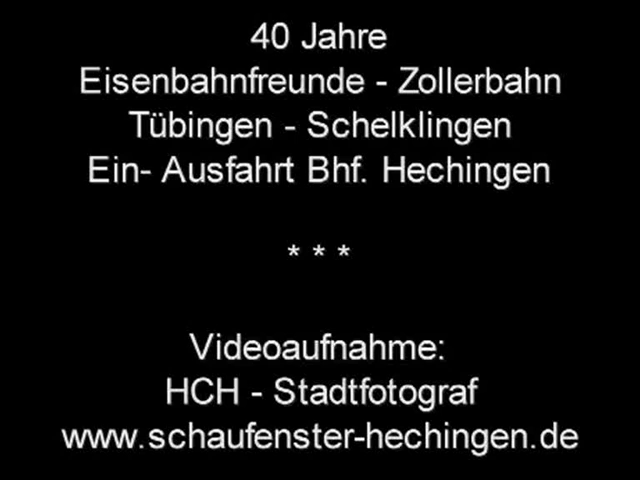 40 Jahre
Eisenbahnfreunde - Zollerbahn
Tübingen - Schelklingen
Ein- Ausfahrt Bhf. Hechingen
* * *
Videoaufnahme:
HCH - Stadtfotograf
www.schaufenster-hechingen.de